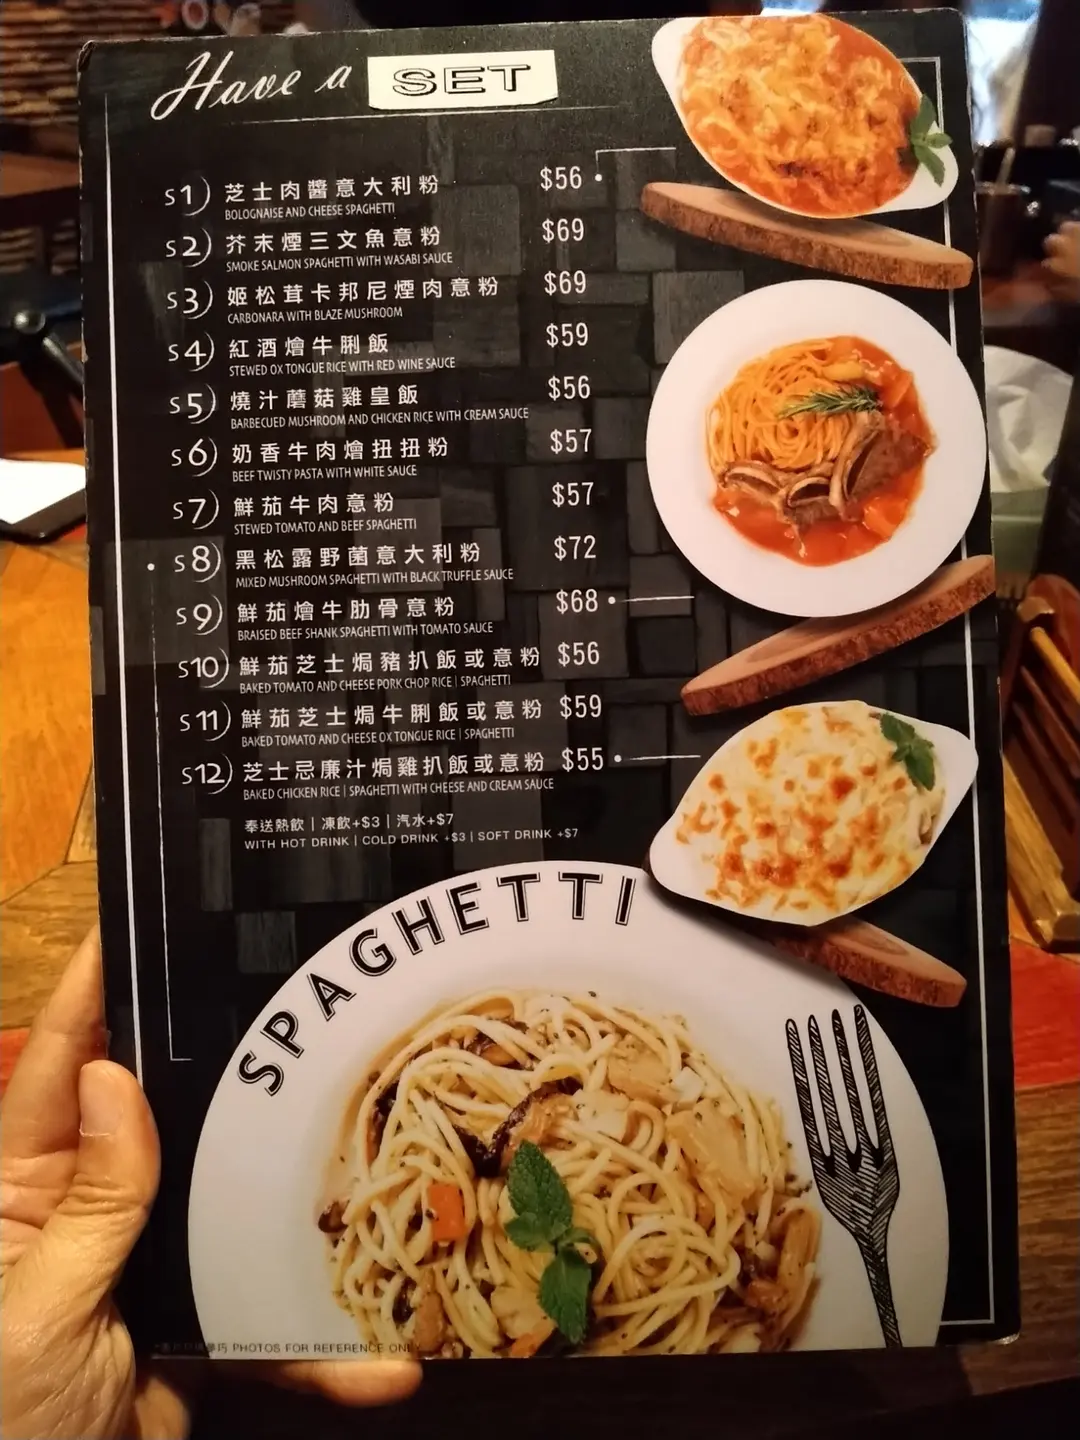 Have a SET
S1) 芝士肉醬意大利粉 $56
BOLOGNAISE AND CHEESE SPAGHETTI
S2) 芥末煙三文魚意粉 $69
SMOKE SALMON SPAGHETTI WITH WASABI SAUCE
S3) 姬松茸卡邦尼煙肉意粉 $69
CARBONARA WITH BLAZE MUSHROOM
S4) 紅酒燴牛脷飯 $59
STEWED OX TONGUE RICE WITH RED WINE SAUCE
S5) 燒汁蘑菇雞皇飯 $56
BARBECUED MUSHROOM AND CHICKEN RICE WITH CREAM SAUCE
S6) 奶香牛肉燴扭扭粉 $57
BEEF TWISTY PASTA WITH WHITE SAUCE
S7) 鮮茄牛肉意粉 $57
STEWED TOMATO AND BEEF SPAGHETTI
S8) 黑松露野菌意大利粉 $72
MIXED MUSHROOM SPAGHETTI WITH BLACK TRUFFLE SAUCE
S9) 鮮茄燴牛肋骨意粉 $68
BRAISED BEEF SHANK SPAGHETTI WITH TOMATO SAUCE
S10) 鮮茄芝士焗豬扒飯或意粉 $56
BAKED TOMATO AND CHEESE PORK CHOP RICE | SPAGHETTI
S11) 鮮茄芝士焗牛脷飯或意粉 $59
BAKED TOMATO AND CHEESE OX TONGUE RICE | SPAGHETTI
S12) 芝士忌廉汁焗雞扒飯或意粉 $55
BAKED CHICKEN RICE | SPAGHETTI WITH CHEESE AND CREAM SAUCE
奉送熱飲 | 凍飲+$3 | 汽水+$7
WITH HOT DRINK | COLD DRINK +$3 | SOFT DRINK +$7
SPAGHETTI
PHOTOS FOR REFERENCE ONLY